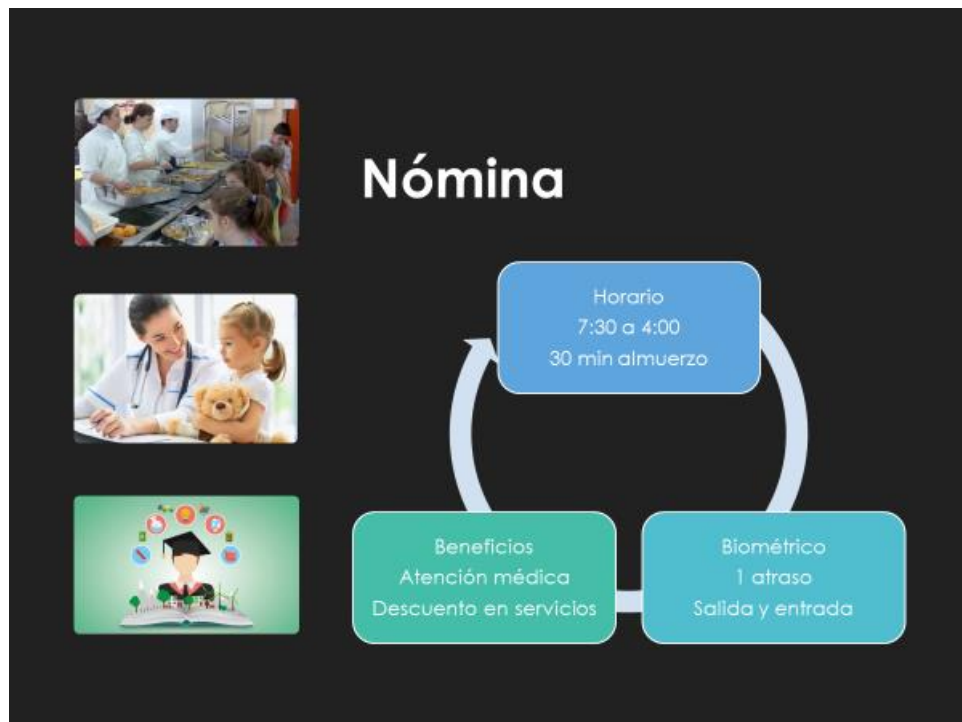 Nómina
Horario
7:30 a 4:00
30 min almuerzo
Biométrico
1 atraso
Salida y entrada
Beneficios
Atención médica
Descuento en servicios